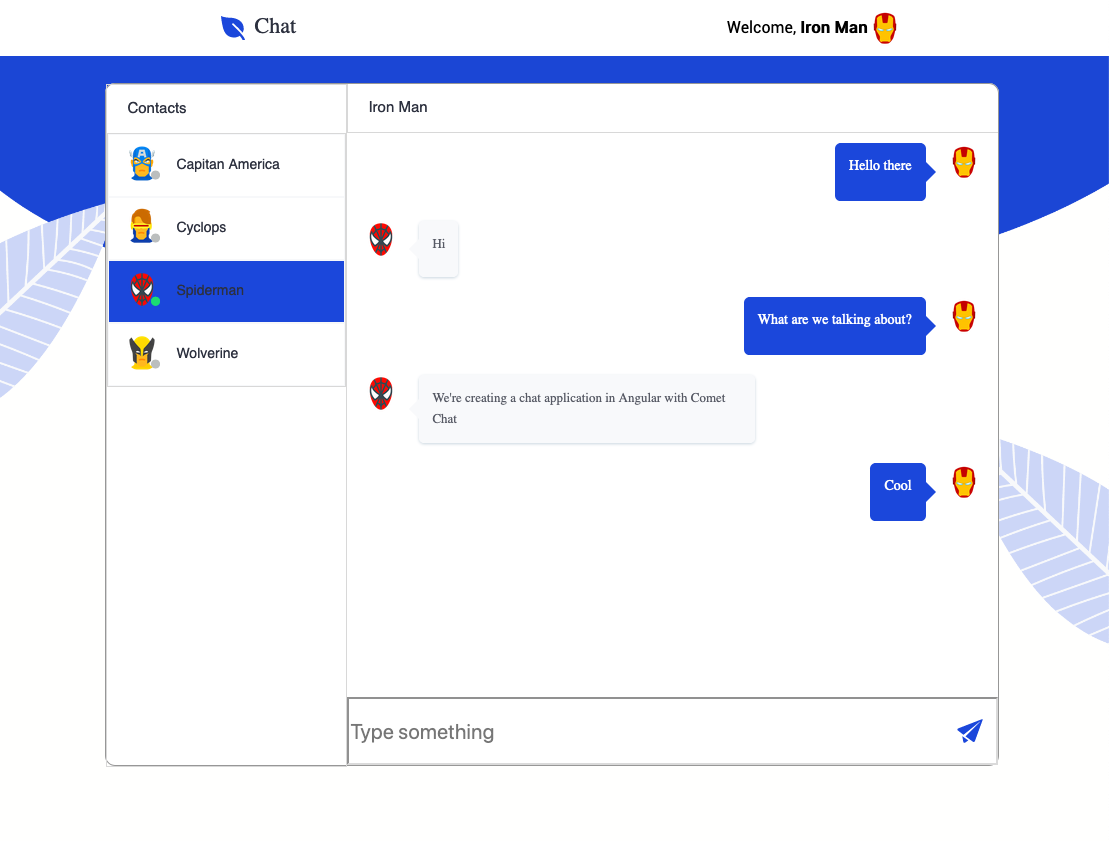 Chat
Welcome, Iron Man
Contacts
Capitan America
Cyclops
Spiderman
Wolverine
Iron Man
Hello there
Hi
What are we talking about?
We're creating a chat application in Angular with Comet
Chat
Cool
Type something